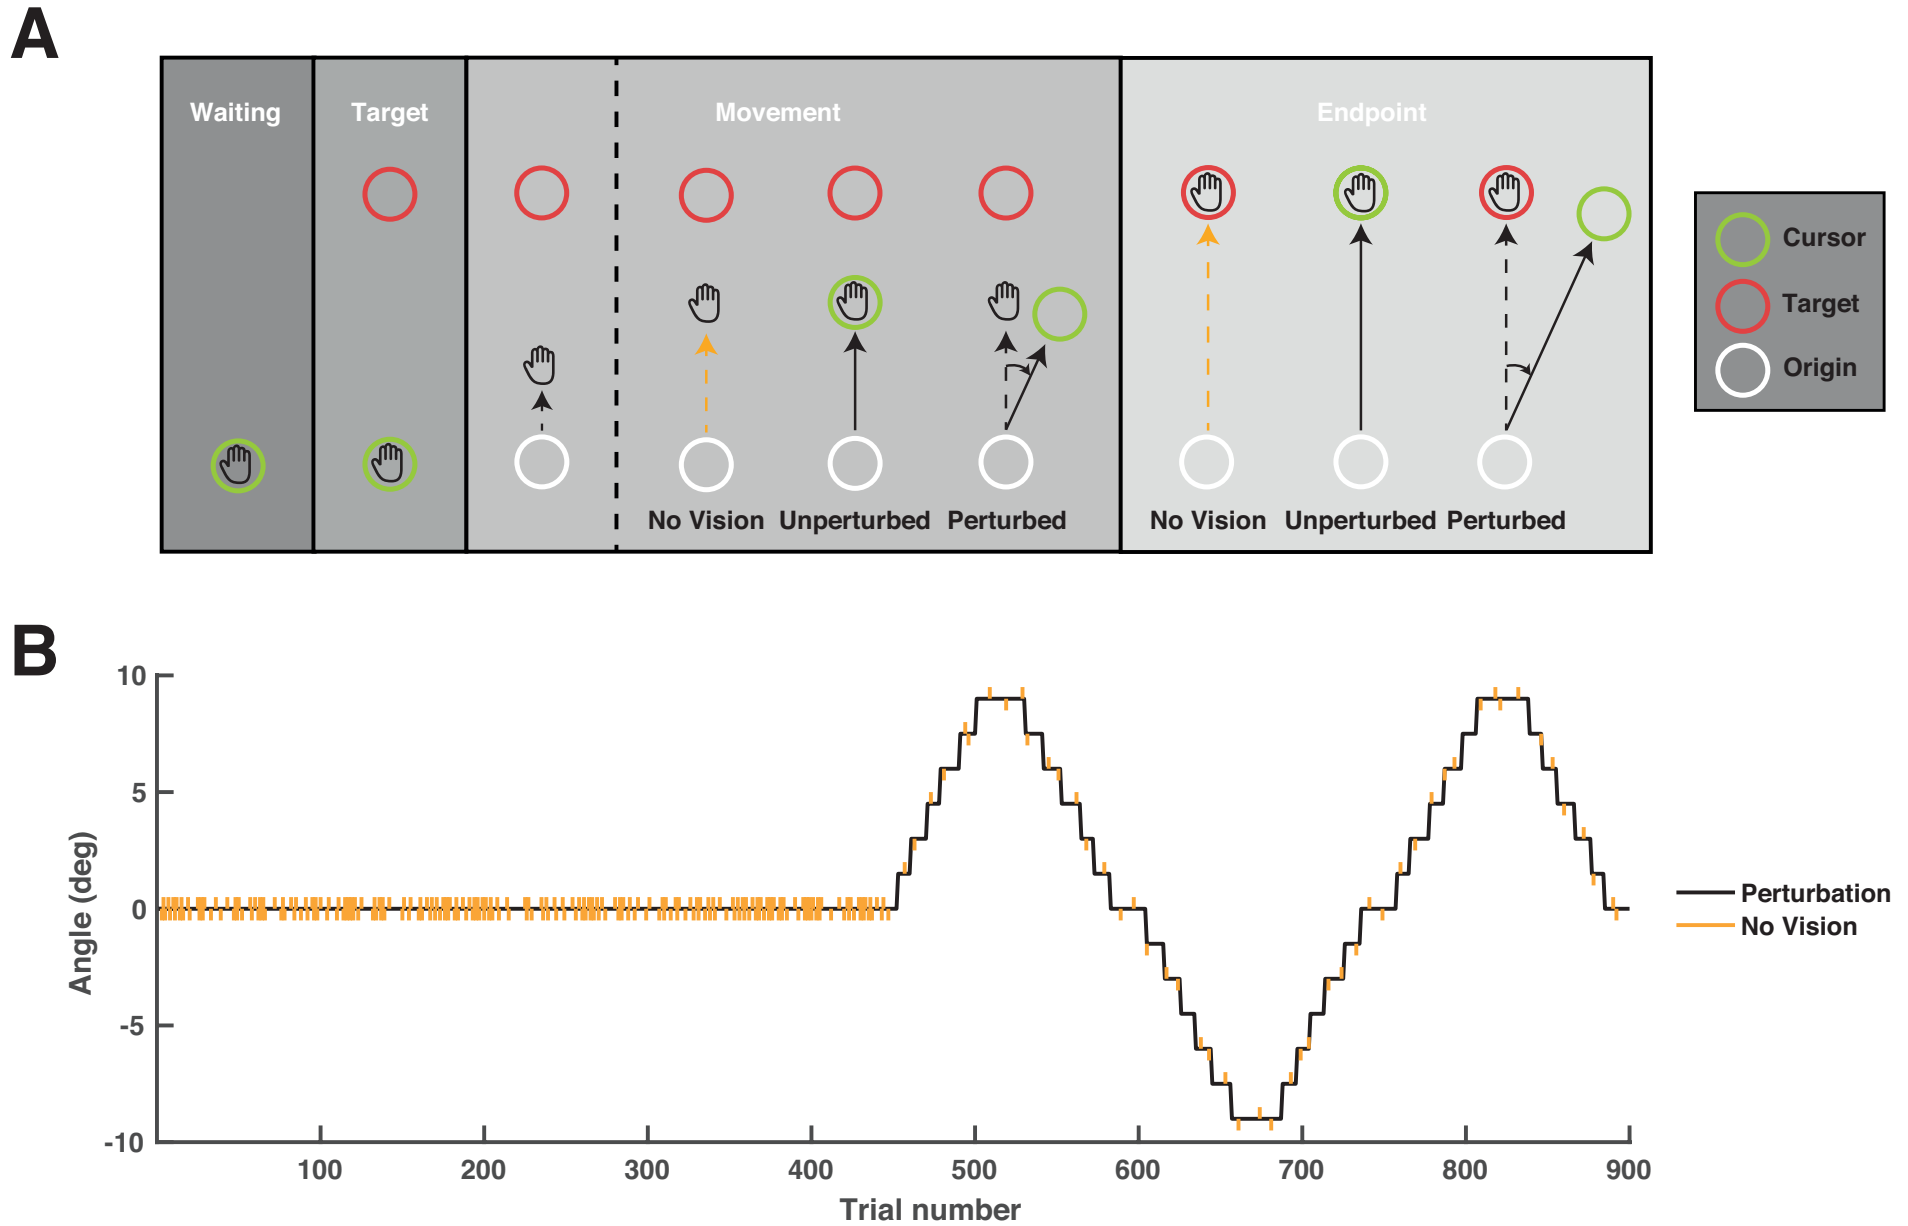 A
Waiting
Target
Movement
Endpoint
No Vision Unperturbed Perturbed
No Vision Unperturbed Perturbed
Cursor
Target
Origin
B
10
5
0
-5
-10
Angle (deg)
100 200 300 400 500 600 700 800 900
Trial number
Perturbation
No Vision